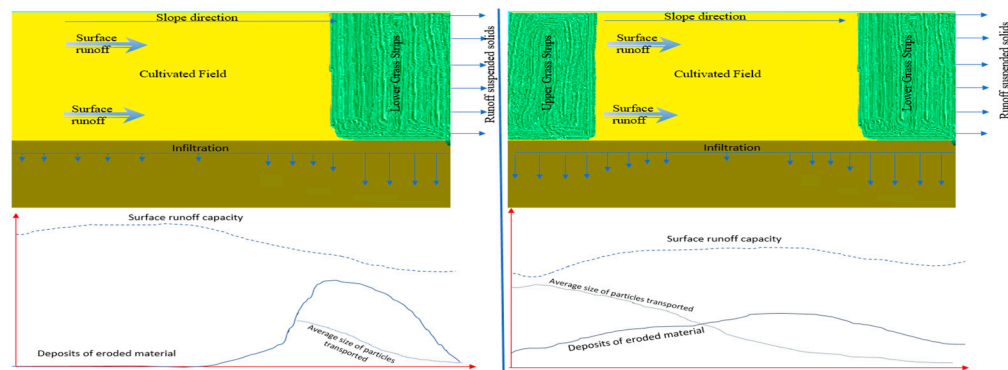 Slope direction
Surface
runoff
Cultivated Field
Surface
runoff
Lower Grass Strips
Runoff suspended solids
Infiltration
Surface runoff capacity
Average size of particles
transported
Deposits of eroded material
Slope direction
Upper Grass Strips
Surface
runoff
Cultivated Field
Surface
runoff
Lower Grass Strips
Runoff suspended solids
Infiltration
Surface runoff capacity
Average size of particles transported
Deposits of eroded material